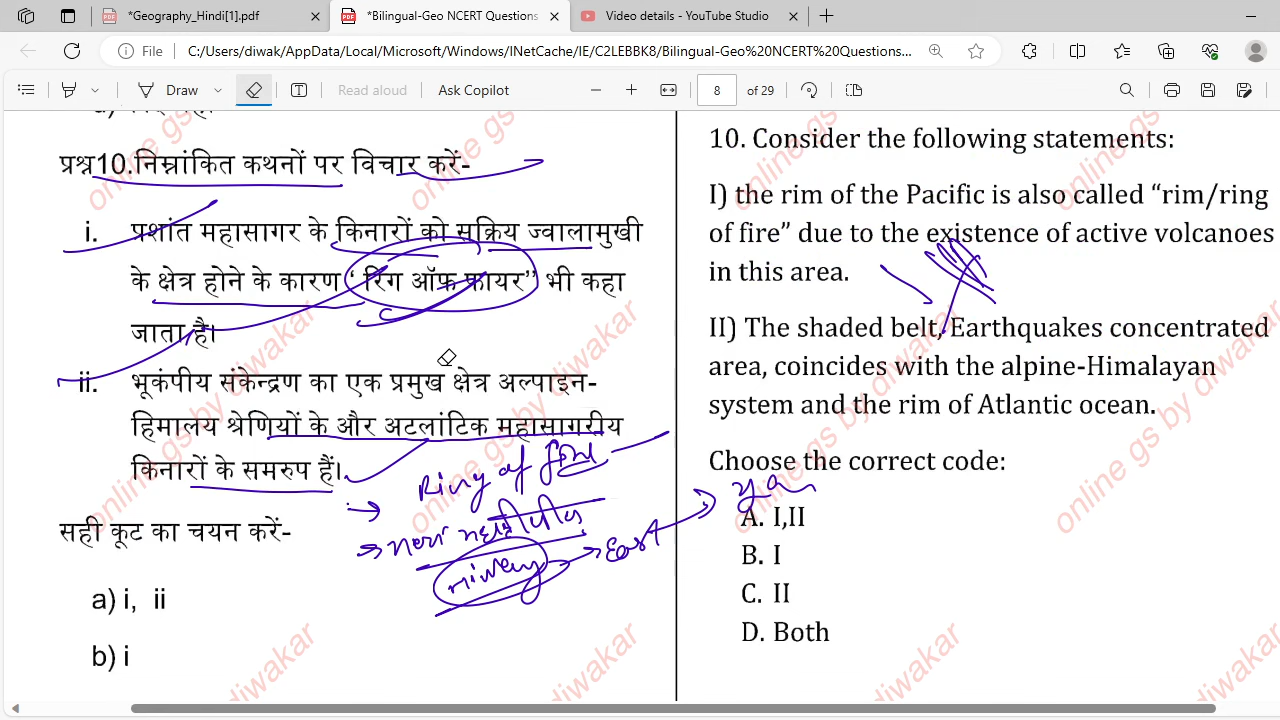 *Geography_Hindi[1].pdf
*Bilingual-Geo NCERT Questions
Video details - YouTube Studio
File
C:/Users/diwak/AppData/Local/Microsoft/Windows/INetCache/IE/C2LEBBK8/Bilingual-Geo%20NCERT%20Questions...
Draw
Read aloud
Ask Copilot
8
of 29
प्रश्न10.निम्नांकित कथनों पर विचार करें-
i. प्रशांत महासागर के किनारों को सक्रिय ज्वालामुखी
के क्षेत्र होने के कारण ‘ रिंग ऑफ़ फ़ायर’’ भी कहा
जाता है।
ii. भूकंपीय संकेन्द्रण का एक प्रमुख क्षेत्र अल्पाइन-
हिमालय श्रेणियों के और अटलांटिक महासागरीय
किनारों के समरुप हैं।
Ring of fire
East
सही कूट का चयन करें-
a) i, ii
b) i
10. Consider the following statements:
I) the rim of the Pacific is also called “rim/ring
of fire” due to the existence of active volcanoes
in this area.
II) The shaded belt, Earthquakes concentrated
area, coincides with the alpine-Himalayan
system and the rim of Atlantic ocean.
Choose the correct code:
A. I,II
B. I
C. II
D. Both
online gs by diwakar